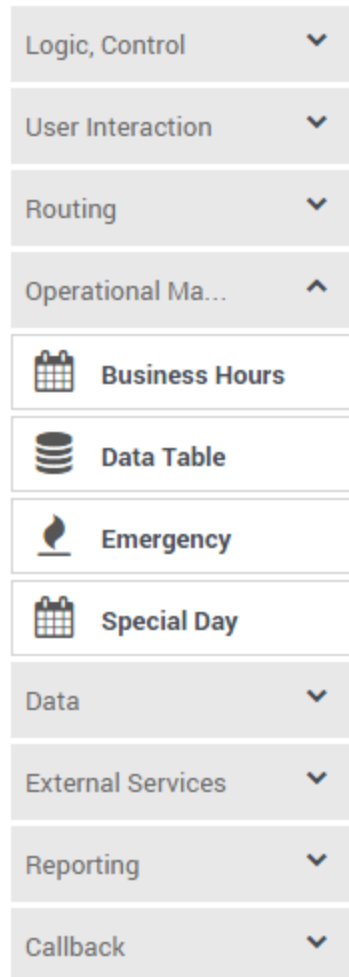 Logic, Control
User Interaction
Routing
Operational Ma...
Business Hours
Data Table
Emergency
Special Day
Data
External Services
Reporting
Callback